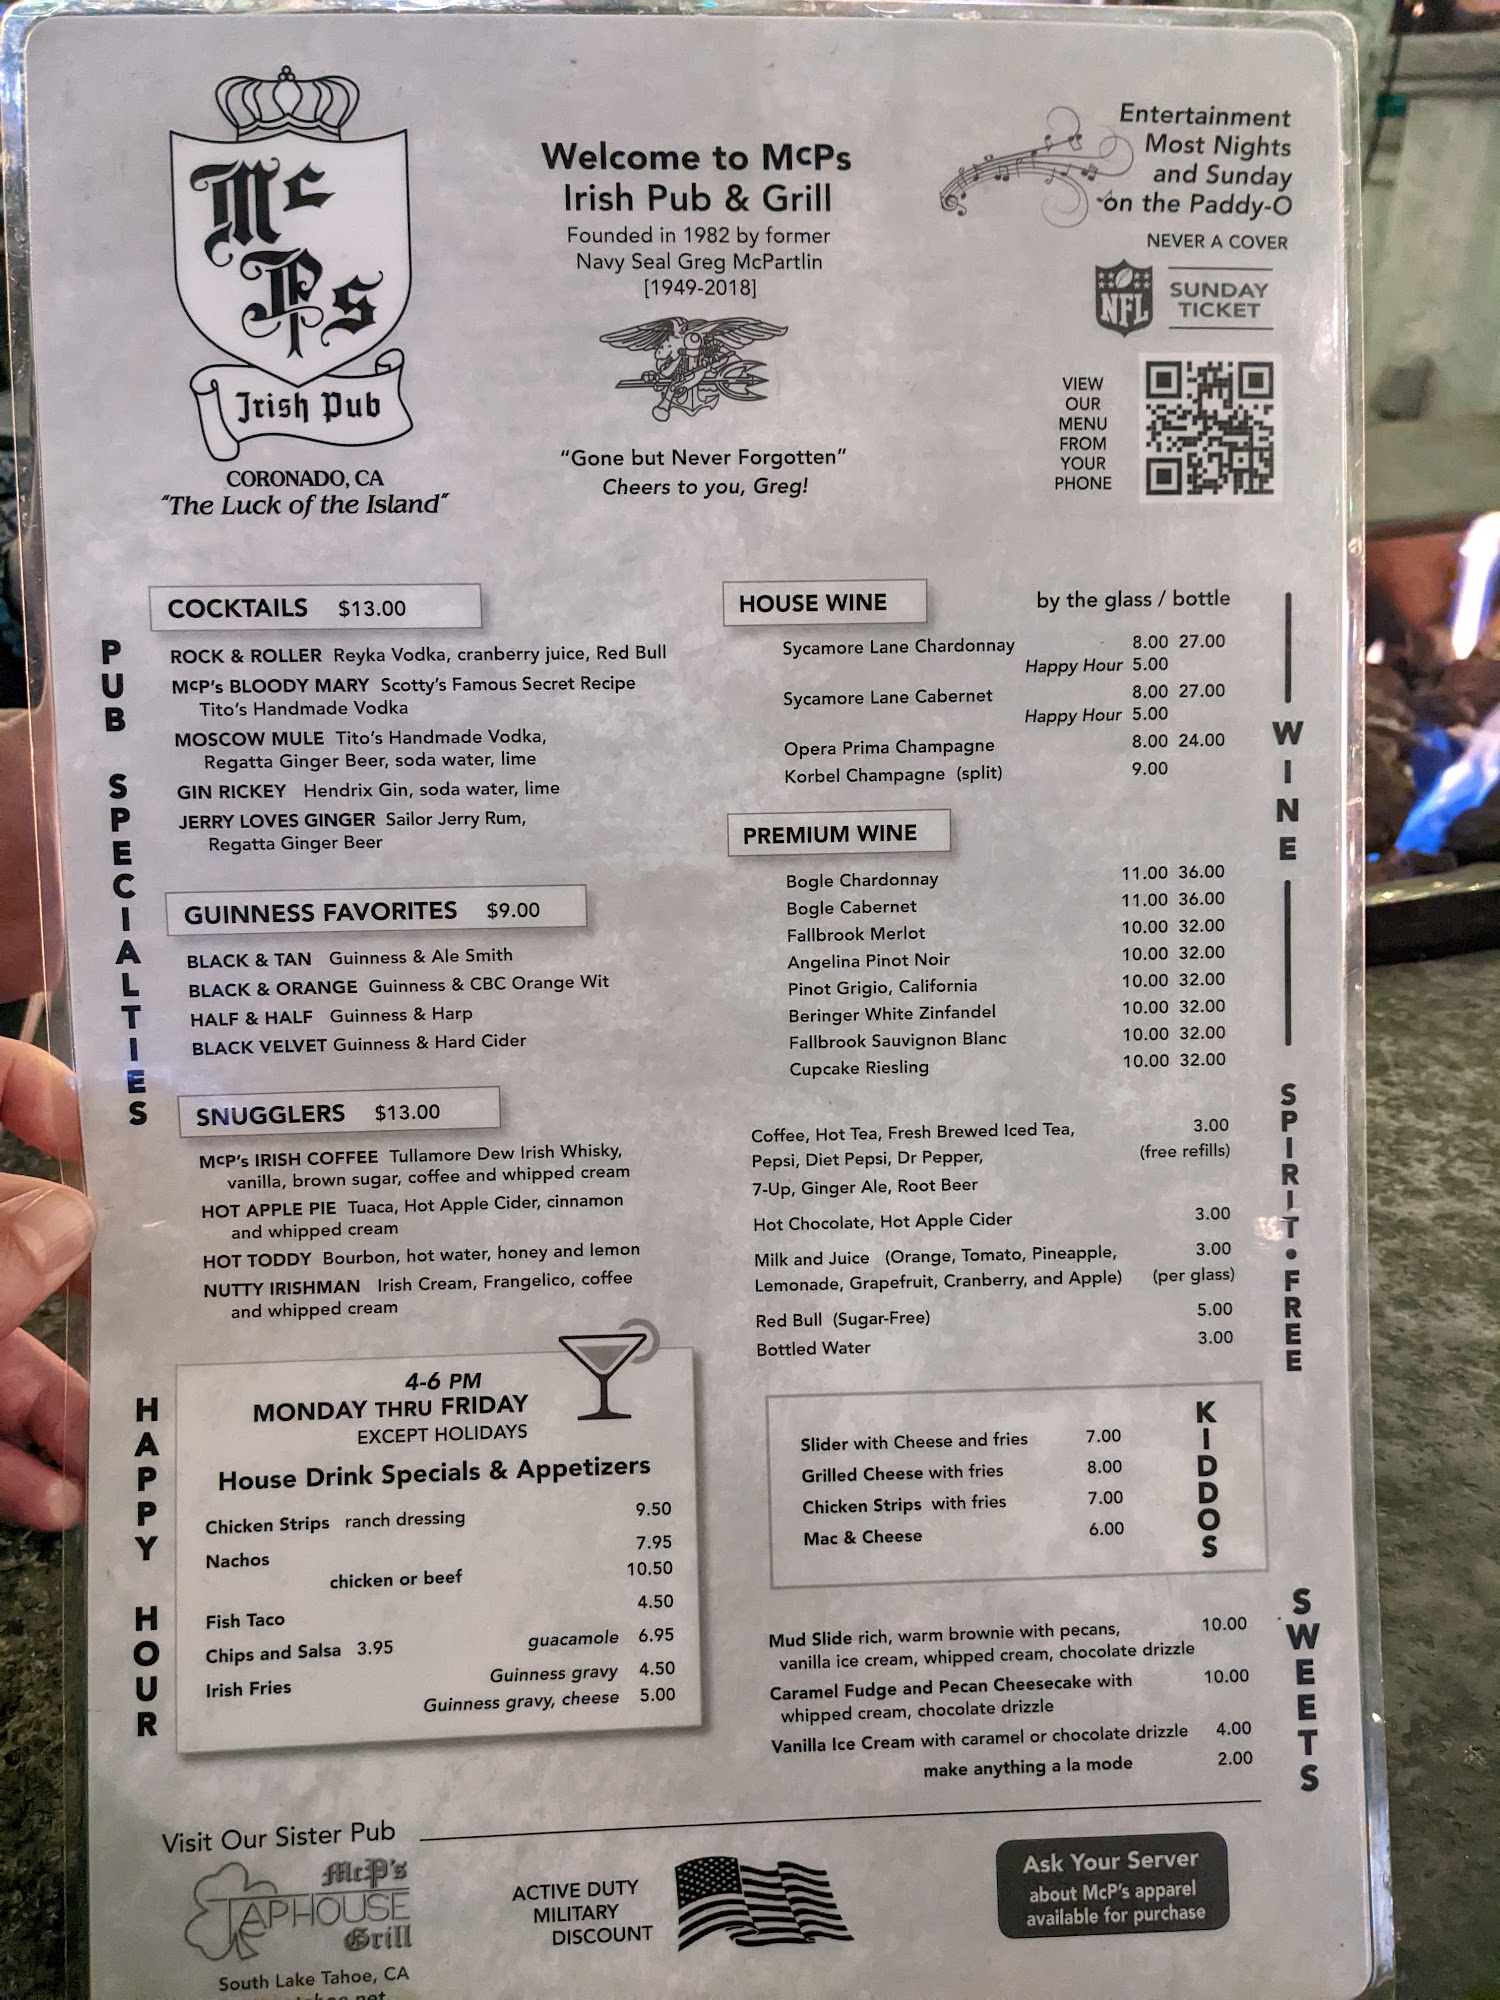 McPs
Irish Pub
CORONADO, CA
"The Luck of the Island"
Welcome to McPs
Irish Pub & Grill
Founded in 1982 by former
Navy Seal Greg McPartlin
[1949-2018]
"Gone but Never Forgotten"
Cheers to you, Greg!
Entertainment
Most Nights
and Sunday
on the Paddy-O
NEVER A COVER
NFL
SUNDAY
TICKET
VIEW
OUR
MENU
FROM
YOUR
PHONE
PUB SPECIALTIES
COCKTAILS $13.00
ROCK & ROLLER Reyka Vodka, cranberry juice, Red Bull
McP's BLOODY MARY Scotty's Famous Secret Recipe
Tito's Handmade Vodka
MOSCOW MULE Tito's Handmade Vodka,
Regatta Ginger Beer, soda water, lime
GIN RICKEY Hendrix Gin, soda water, lime
JERRY LOVES GINGER Sailor Jerry Rum,
Regatta Ginger Beer
GUINNESS FAVORITES $9.00
BLACK & TAN Guinness & Ale Smith
BLACK & ORANGE Guinness & CBC Orange Wit
HALF & HALF Guinness & Harp
BLACK VELVET Guinness & Hard Cider
SNUGGLERS $13.00
McP's IRISH COFFEE Tullamore Dew Irish Whisky,
vanilla, brown sugar, coffee and whipped cream
HOT APPLE PIE Tuaca, Hot Apple Cider, cinnamon
and whipped cream
HOT TODDY Bourbon, hot water, honey and lemon
NUTTY IRISHMAN Irish Cream, Frangelico, coffee
and whipped cream
HAPPY HOUR
4-6 PM
MONDAY THRU FRIDAY
EXCEPT HOLIDAYS
House Drink Specials & Appetizers
Chicken Strips ranch dressing 9.50
Nachos 7.95
chicken or beef 10.50
Fish Taco 4.50
Chips and Salsa 3.95 guacamole 6.95
Irish Fries Guinness gravy 4.50
Guinness gravy, cheese 5.00
WINE
HOUSE WINE by the glass / bottle
Sycamore Lane Chardonnay 8.00 27.00
Happy Hour 5.00
Sycamore Lane Cabernet 8.00 27.00
Happy Hour 5.00
Opera Prima Champagne 8.00 24.00
Korbel Champagne (split) 9.00
PREMIUM WINE
Bogle Chardonnay 11.00 36.00
Bogle Cabernet 11.00 36.00
Fallbrook Merlot 10.00 32.00
Angelina Pinot Noir 10.00 32.00
Pinot Grigio, California 10.00 32.00
Beringer White Zinfandel 10.00 32.00
Fallbrook Sauvignon Blanc 10.00 32.00
Cupcake Riesling 10.00 32.00
SPIRIT•FREE
Coffee, Hot Tea, Fresh Brewed Iced Tea, 3.00
Pepsi, Diet Pepsi, Dr Pepper, (free refills)
7-Up, Ginger Ale, Root Beer
Hot Chocolate, Hot Apple Cider 3.00
Milk and Juice (Orange, Tomato, Pineapple, 3.00
Lemonade, Grapefruit, Cranberry, and Apple) (per glass)
Red Bull (Sugar-Free) 5.00
Bottled Water 3.00
KIDDOS
Slider with Cheese and fries 7.00
Grilled Cheese with fries 8.00
Chicken Strips with fries 7.00
Mac & Cheese 6.00
SWEETS
Mud Slide rich, warm brownie with pecans, 10.00
vanilla ice cream, whipped cream, chocolate drizzle
Caramel Fudge and Pecan Cheesecake with 10.00
whipped cream, chocolate drizzle
Vanilla Ice Cream with caramel or chocolate drizzle 4.00
make anything a la mode 2.00
Visit Our Sister Pub
McP's
TAPHOUSE
Grill
South Lake Tahoe, CA
ACTIVE DUTY
MILITARY
DISCOUNT
Ask Your Server
about McP's apparel
available for purchase